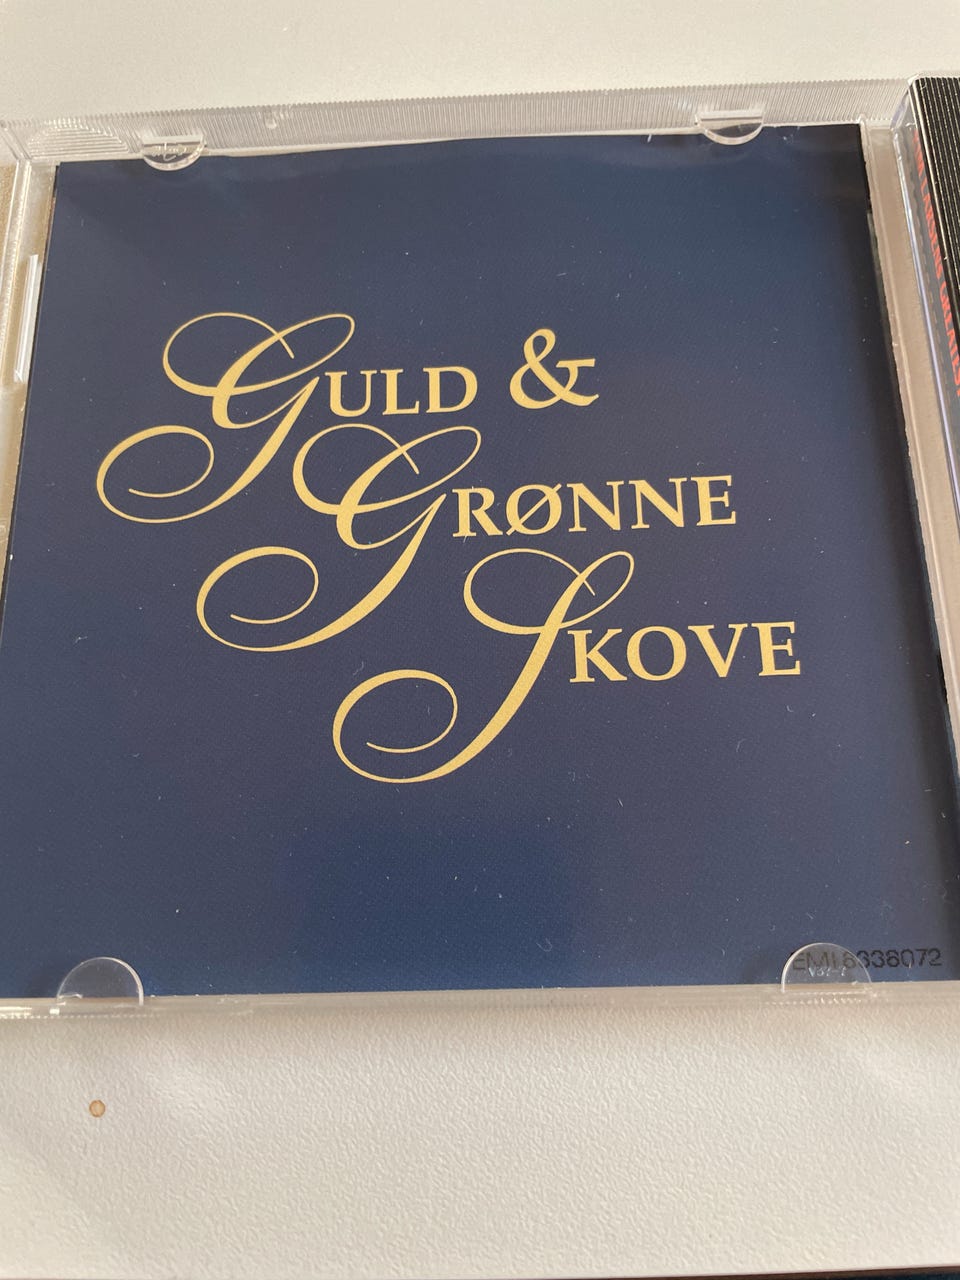 GULD &
GRØNNE
SKOVE
EMI 8338072